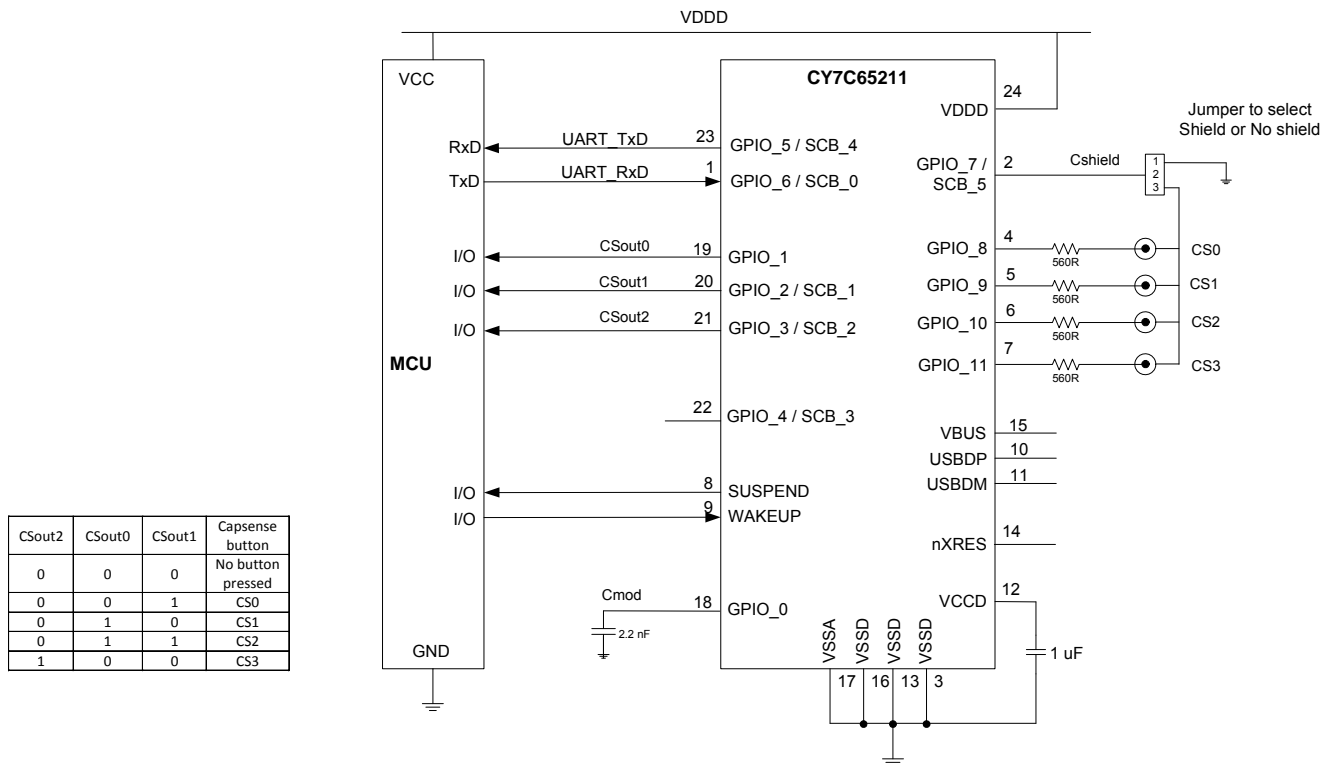 VDDD
VCC
CY7C65211
24
VDDD
Jumper to select
Shield or No shield
RxD
UART_TxD
23
GPIO_5 / SCB_4
TxD
UART_RxD
1
GPIO_6 / SCB_0
GPIO_7 /
SCB_5
2
Cshield
1
2
3
I/O
CSout0
19
GPIO_1
GPIO_8
4
560R
CS0
I/O
CSout1
20
GPIO_2 / SCB_1
GPIO_9
5
560R
CS1
I/O
CSout2
21
GPIO_3 / SCB_2
GPIO_10
6
560R
CS2
MCU
GPIO_11
7
560R
CS3
22
GPIO_4 / SCB_3
VBUS
15
USBDP
10
USBDM
11
I/O
8
SUSPEND
I/O
9
WAKEUP
nXRES
14
Cmod
18
GPIO_0
2.2 nF
VCCD
12
1 uF
GND
VSSA
VSSD
VSSD
VSSD
17
16
13
3
CSout2 CSout0 CSout1 Capsense
button
0 0 0 No button
pressed
0 0 1 CS0
0 1 0 CS1
0 1 1 CS2
1 0 0 CS3